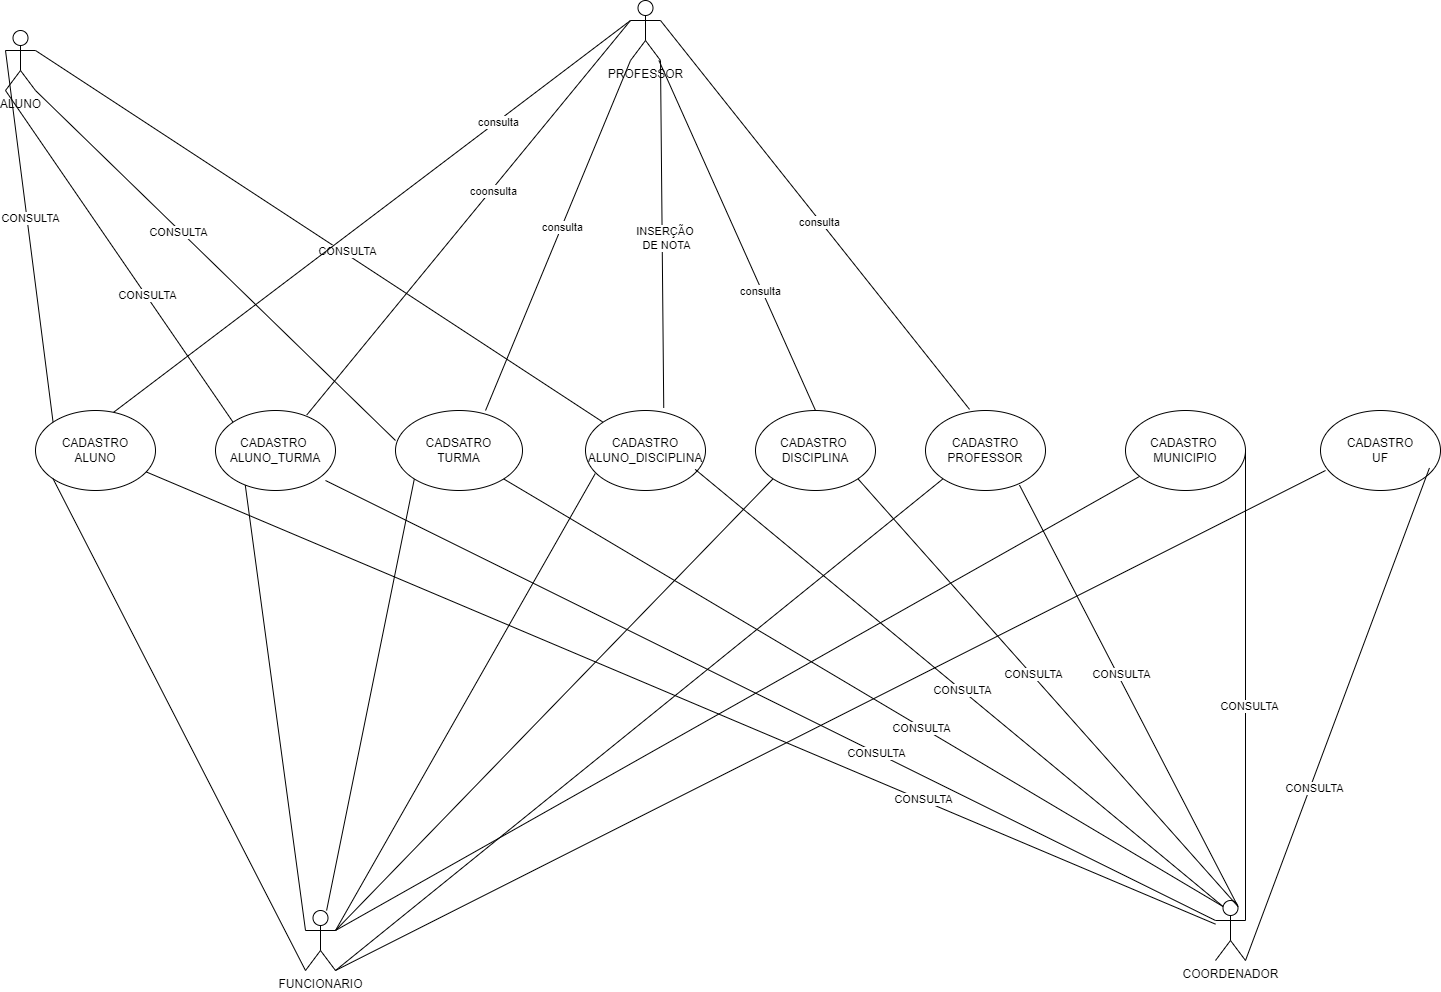 PROFESSOR
ALUNO
consulta
coonsulta
CONSULTA
CONSULTA
consulta
consulta
INSERÇÃO
DE NOTA
CONSULTA
consulta
CONSULTA
CADASTRO
ALUNO
CADASTRO
ALUNO_TURMA
CADSATRO
TURMA
CADASTRO
ALUNO_DISCIPLINA
CADASTRO
DISCIPLINA
CADASTRO
PROFESSOR
CADASTRO
MUNICIPIO
CADASTRO
UF
CONSULTA
CONSULTA
CONSULTA
CONSULTA
CONSULTA
CONSULTA
CONSULTA
CONSULTA
FUNCIONARIO
COORDENADOR